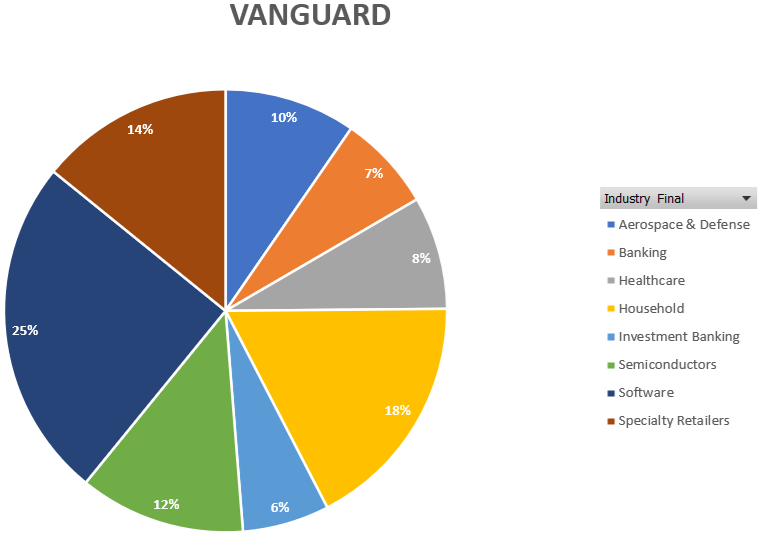 VANGUARD
10%
7%
8%
18%
6%
12%
25%
14%
Industry Final
Aerospace & Defense
Banking
Healthcare
Household
Investment Banking
Semiconductors
Software
Specialty Retailers